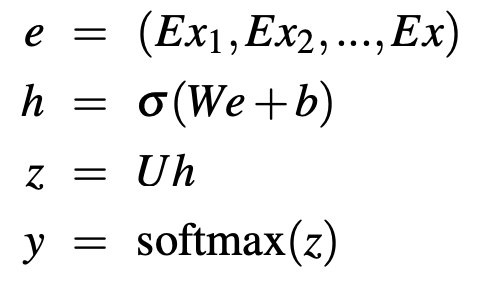 e = (Ex₁, Ex₂, ..., Ex)
h = σ(We + b)
z = Uh
y = softmax(z)